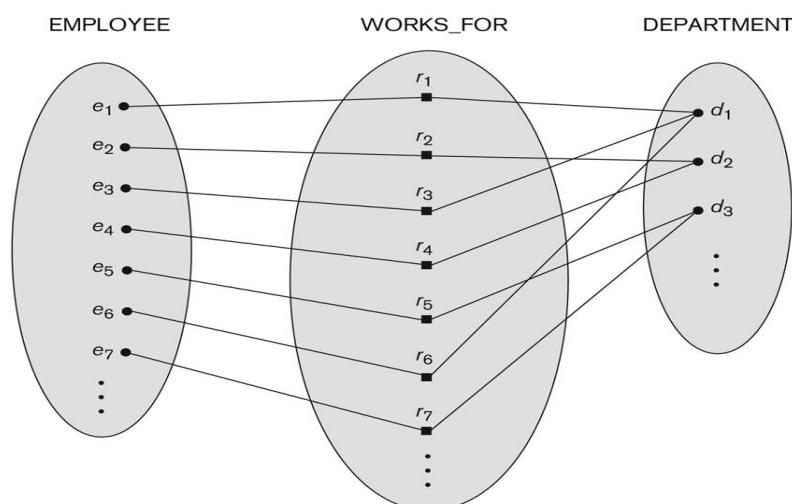 EMPLOYEE
WORKS_FOR
DEPARTMENT
e1
e2
e3
e4
e5
e6
e7
r1
r2
r3
r4
r5
r6
r7
d1
d2
d3